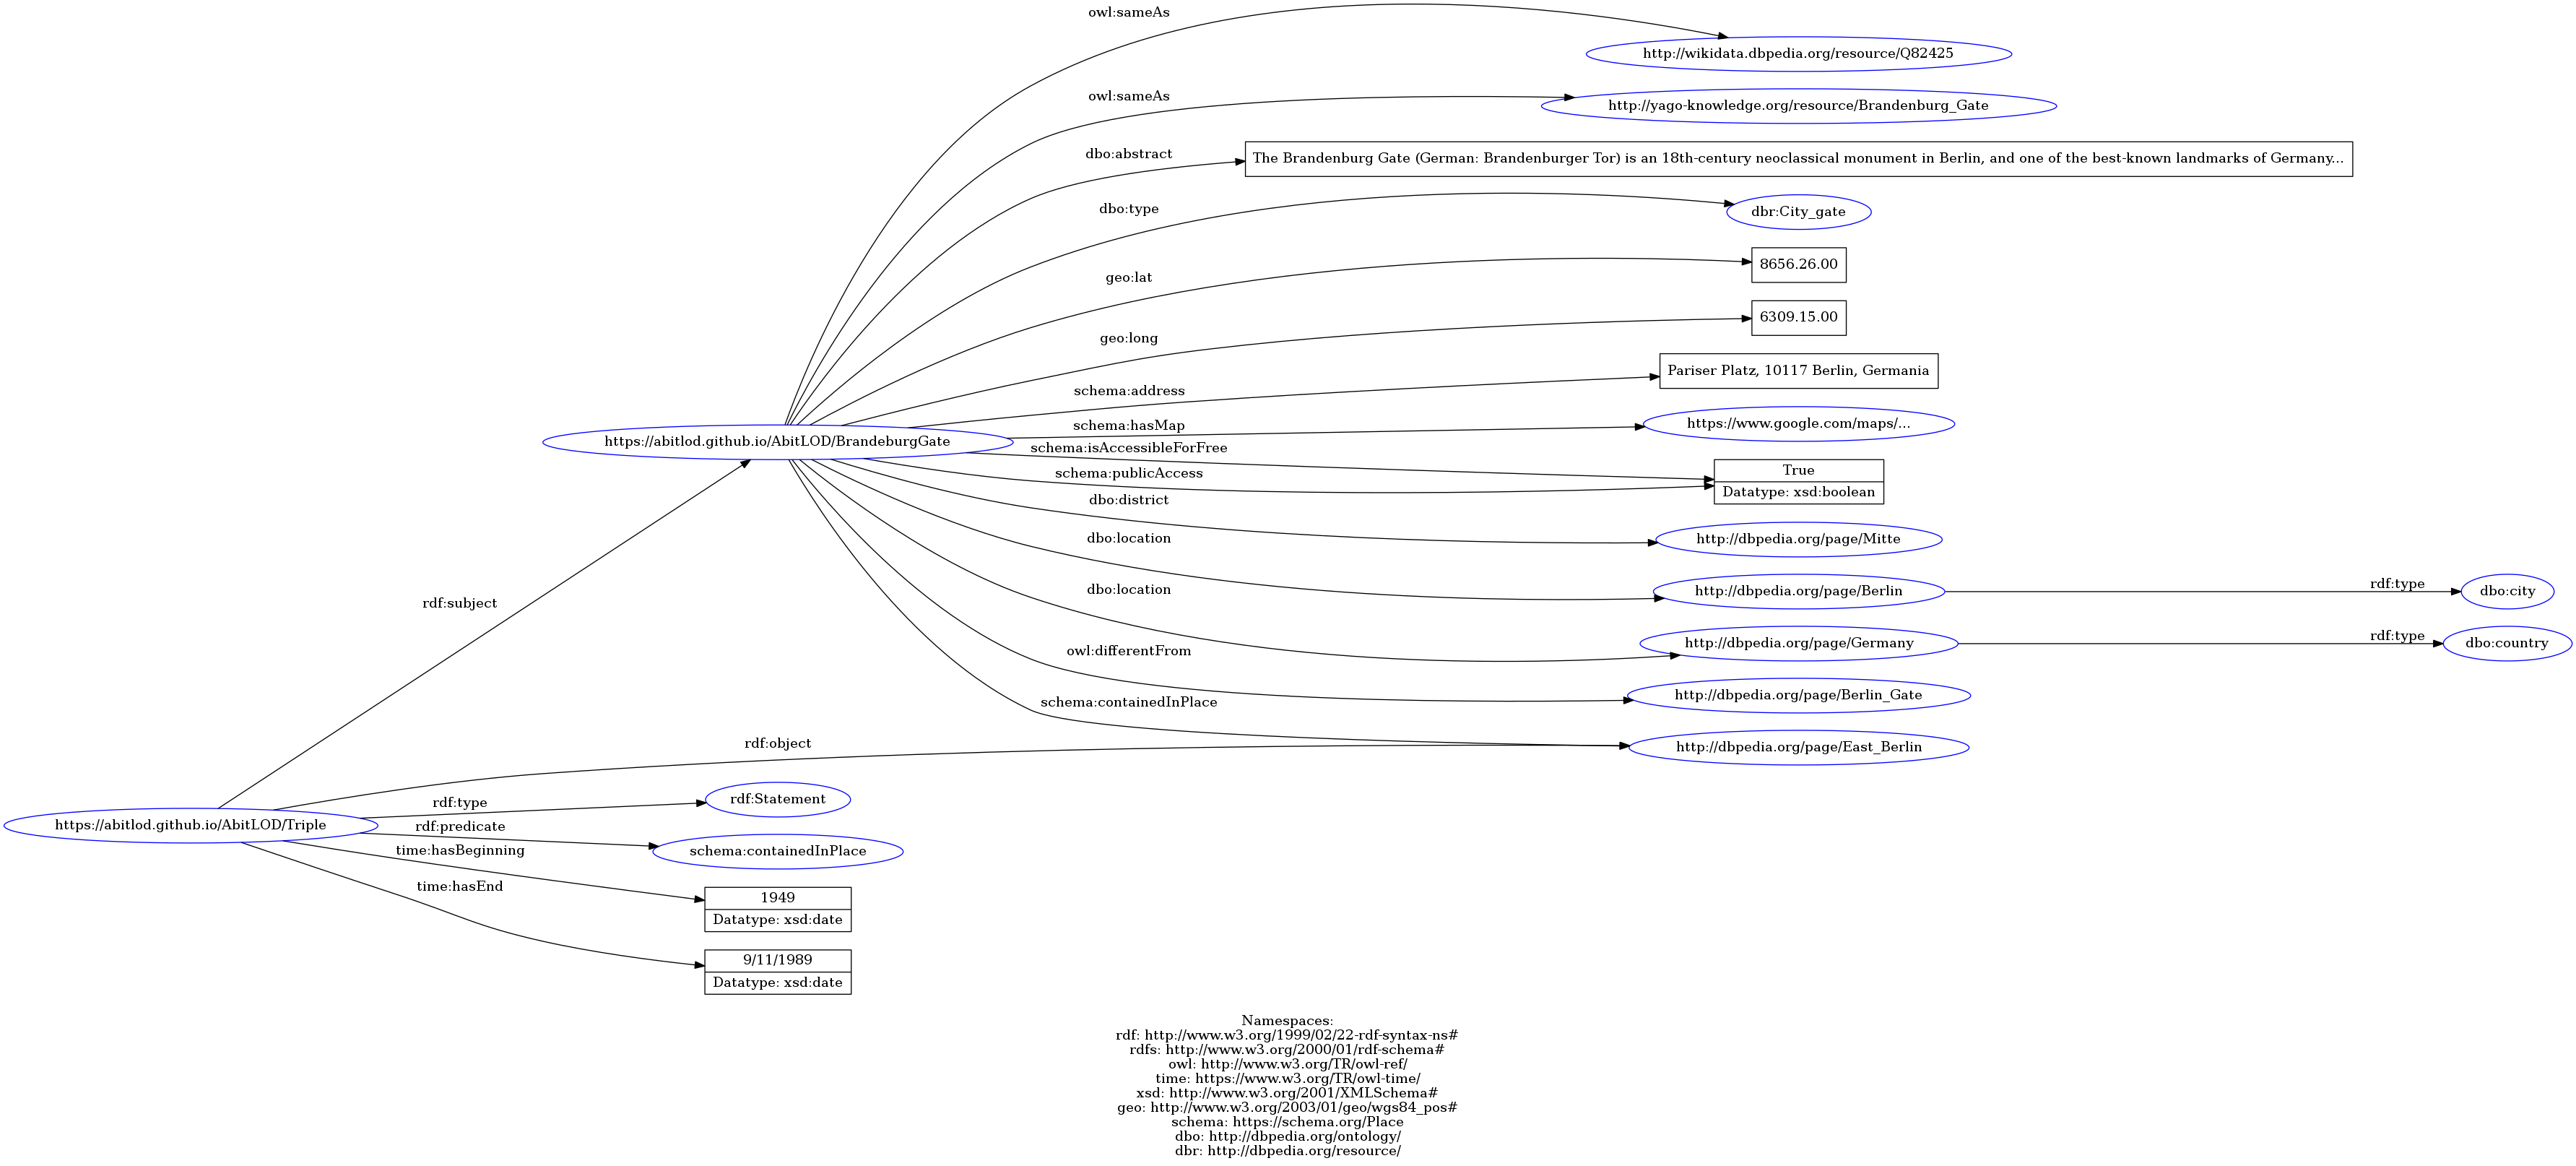 owl:sameAs
http://wikidata.dbpedia.org/resource/Q82425
owl:sameAs
http://yago-knowledge.org/resource/Brandenburg_Gate
dbo:abstract
The Brandenburg Gate (German: Brandenburger Tor) is an 18th-century neoclassical monument in Berlin, and one of the best-known landmarks of Germany...
dbo:type
dbr:City_gate
geo:lat
8656.26.00
geo:long
6309.15.00
schema:address
Pariser Platz, 10117 Berlin, Germania
schema:hasMap
https://www.google.com/maps/...
https://abitlod.github.io/AbitLOD/BrandeburgGate
schema:isAccessibleForFree
schema:publicAccess
True
Datatype: xsd:boolean
dbo:district
http://dbpedia.org/page/Mitte
dbo:location
http://dbpedia.org/page/Berlin
rdf:type
dbo:city
dbo:location
http://dbpedia.org/page/Germany
rdf:type
dbo:country
rdf:subject
owl:differentFrom
http://dbpedia.org/page/Berlin_Gate
schema:containedInPlace
http://dbpedia.org/page/East_Berlin
rdf:object
rdf:type
rdf:Statement
https://abitlod.github.io/AbitLOD/Triple
rdf:predicate
schema:containedInPlace
time:hasBeginning
1949
Datatype: xsd:date
time:hasEnd
9/11/1989
Datatype: xsd:date
Namespaces:
rdf: http://www.w3.org/1999/02/22-rdf-syntax-ns#
rdfs: http://www.w3.org/2000/01/rdf-schema#
owl: http://www.w3.org/TR/owl-ref/
time: https://www.w3.org/TR/owl-time/
xsd: http://www.w3.org/2001/XMLSchema#
geo: http://www.w3.org/2003/01/geo/wgs84_pos#
schema: https://schema.org/Place
dbo: http://dbpedia.org/ontology/
dbr: http://dbpedia.org/resource/